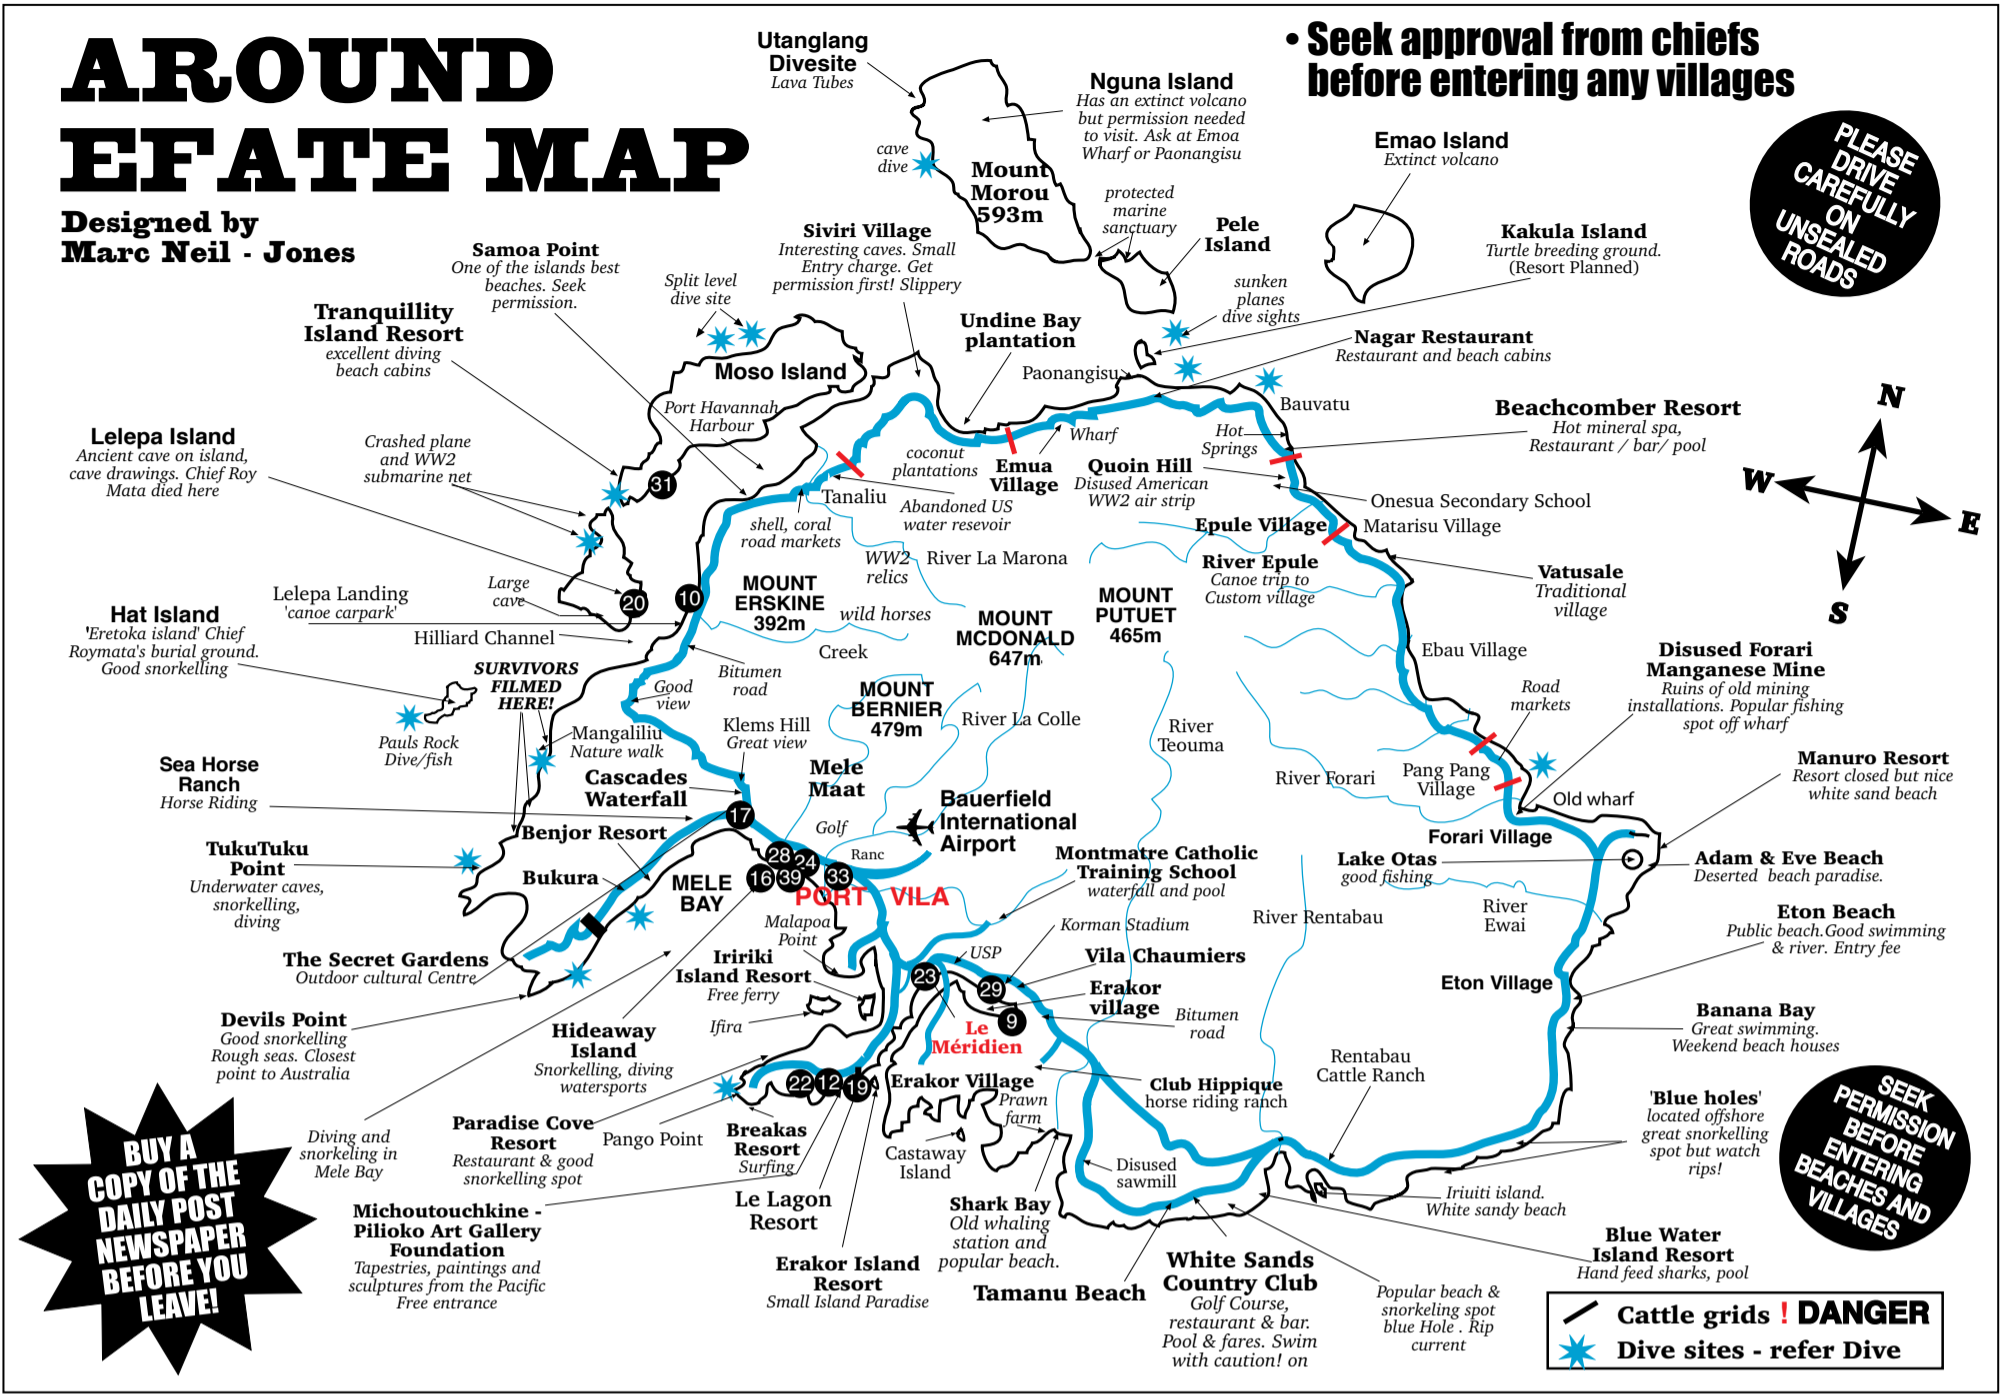 AROUND
EFATE MAP
Designed by
Marc Neil - Jones
• Seek approval from chiefs
before entering any villages
PLEASE
DRIVE
CAREFULLY
ON
UNSEALED
ROADS
Utanglang
Divesite
Lava Tubes
cave
dive
Nguna Island
Has an extinct volcano
but permission needed
to visit. Ask at Emoa
Wharf or Paonangisu
Mount
Morou
593m
protected
marine
sanctuary
Pele
Island
Emao Island
Extinct volcano
Kakula Island
Turtle breeding ground.
(Resort Planned)
sunken
planes
dive sights
Nagar Restaurant
Restaurant and beach cabins
Siviri Village
Interesting caves. Small
Entry charge. Get
permission first! Slippery
Samoa Point
One of the islands best
beaches. Seek
permission.
Split level
dive site
Tranquillity
Island Resort
excellent diving
beach cabins
Undine Bay
plantation
Paonangisu
Moso Island
Port Havannah
Harbour
Bauvatu
Beachcomber Resort
Hot mineral spa,
Restaurant / bar/ pool
N
W
E
S
Lelepa Island
Ancient cave on island,
cave drawings. Chief Roy
Mata died here
Crashed plane
and WW2
submarine net
31
coconut
plantations
Wharf
Emua
Village
Hot
Springs
Quoin Hill
Disused American
WW2 air strip
Onesua Secondary School
Tanaliu
Abandoned US
water resevoir
shell, coral
road markets
Epule Village
Matarisu Village
WW2
relics
River La Marona
River Epule
Canoe trip to
Custom village
Vatusale
Traditional
village
Large
cave
20
10
Lelepa Landing
'canoe carpark'
Hilliard Channel
MOUNT
ERSKINE
392m
wild horses
Creek
MOUNT
MCDONALD
647m
MOUNT
PUTUET
465m
Hat Island
'Eretoka island' Chief
Roymata's burial ground.
Good snorkelling
SURVIVORS
FILMED
HERE!
Bitumen
road
Good
view
Ebau Village
Disused Forari
Manganese Mine
Ruins of old mining
installations. Popular fishing
spot off wharf
Road
markets
MOUNT
BERNIER
479m
River La Colle
River
Teouma
Pauls Rock
Dive/fish
Mangaliliu
Nature walk
Klems Hill
Great view
Sea Horse
Ranch
Horse Riding
Cascades
Waterfall
Mele
Maat
River Forari
Pang Pang
Village
Old wharf
Manuro Resort
Resort closed but nice
white sand beach
Bauerfield
International
Airport
17
Golf
Benjor Resort
Ranc
28
24
16
39
33
Forari Village
Lake Otas
good fishing
Adam & Eve Beach
Deserted beach paradise.
TukuTuku
Point
Underwater caves,
snorkelling,
diving
Bukura
MELE
BAY
PORT VILA
Montmatre Catholic
Training School
waterfall and pool
Malapoa
Point
Korman Stadium
River Rentabau
River
Ewai
Eton Beach
Public beach.Good swimming
& river. Entry fee
The Secret Gardens
Outdoor cultural Centre
Iririki
Island Resort
Free ferry
USP
Vila Chaumiers
23
29
9
Erakor
village
Eton Village
Devils Point
Good snorkelling
Rough seas. Closest
point to Australia
Ifira
Hideaway
Island
Snorkelling, diving
watersports
Le
Méridien
Bitumen
road
Banana Bay
Great swimming.
Weekend beach houses
Rentabau
Cattle Ranch
22
12
19
Erakor Village
Prawn
farm
Club Hippique
horse riding ranch
'Blue holes'
located offshore
great snorkelling
spot but watch
rips!
SEEK
PERMISSION
BEFORE
ENTERING
BEACHES AND
VILLAGES
BUY A
COPY OF THE
DAILY POST
NEWSPAPER
BEFORE YOU
LEAVE!
Diving and
snorkeling in
Mele Bay
Paradise Cove
Resort
Restaurant & good
snorkelling spot
Pango Point
Breakas
Resort
Surfing
Castaway
Island
Disused
sawmill
Michoutouchkine -
Pilioko Art Gallery
Foundation
Tapestries, paintings and
sculptures from the Pacific
Free entrance
Le Lagon
Resort
Shark Bay
Old whaling
station and
popular beach.
Iriuiti island.
White sandy beach
Erakor Island
Resort
Small Island Paradise
Tamanu Beach
White Sands
Country Club
Golf Course,
restaurant & bar.
Pool & fares. Swim
with caution! on
Popular beach &
snorkeling spot
blue Hole . Rip
current
Blue Water
Island Resort
Hand feed sharks, pool
Cattle grids ! DANGER
Dive sites - refer Dive